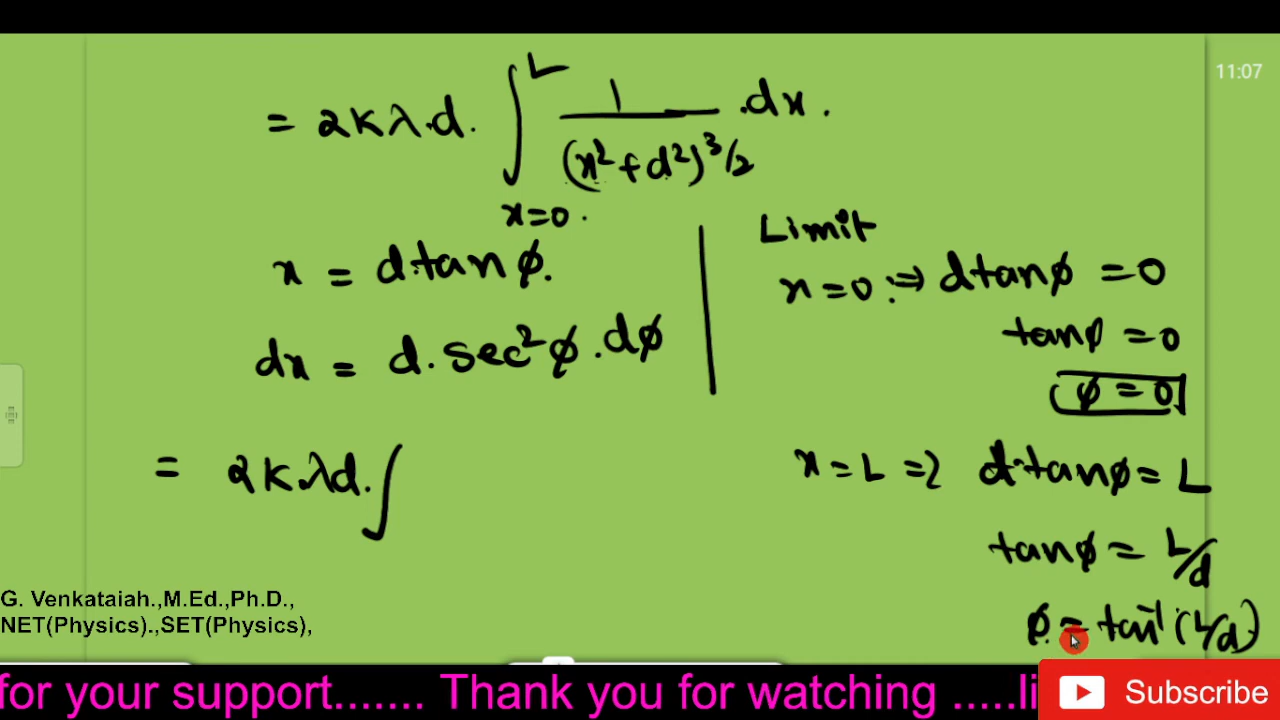 11:07
= 2Kλ.d. ∫_{x=0}^{L} 1/(x²+d²)^{3/2} .dx.
x = d.tanφ.
dx = d.sec²φ.dφ
Limit
x=0 :⇒ dtanφ = 0
tanφ = 0
φ = 0
= 2Kλd. ∫
x = L ⇒ d.tanφ = L
tanφ = L/d
φ = tan⁻¹(L/d)
G. Venkataiah.,M.Ed.,Ph.D.,
NET(Physics).,SET(Physics),
for your support....... Thank you for watching .....li
Subscribe